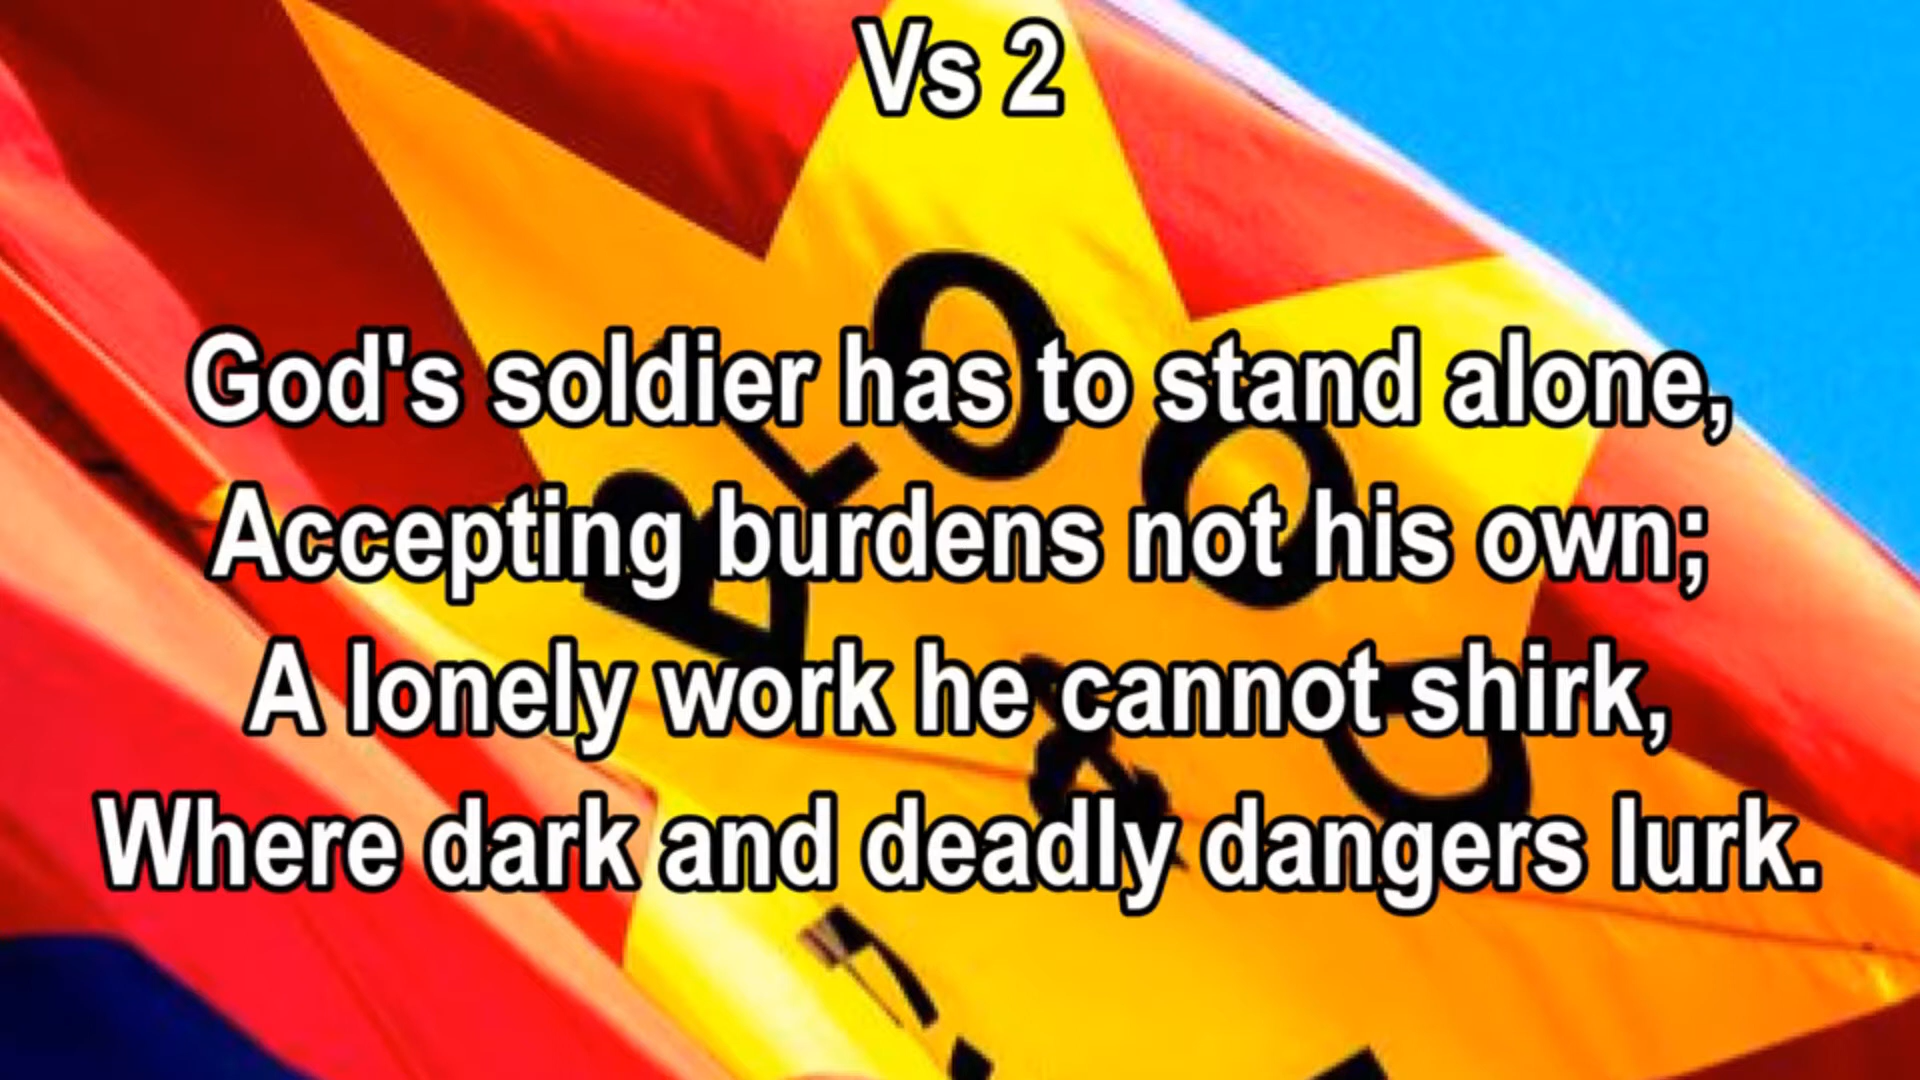 Vs 2
God's soldier has to stand alone,
Accepting burdens not his own;
A lonely work he cannot shirk,
Where dark and deadly dangers lurk.
BLOOD
&